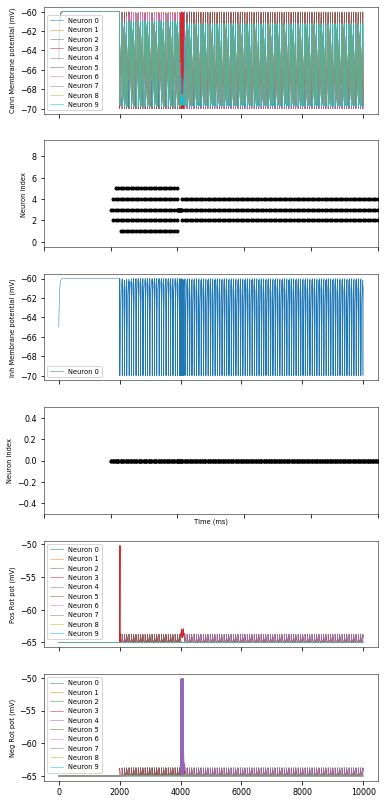 Cann Membrane potential (mV)
−60
−62
−64
−66
−68
−70
Neuron 0
Neuron 1
Neuron 2
Neuron 3
Neuron 4
Neuron 5
Neuron 6
Neuron 7
Neuron 8
Neuron 9
Neuron index
8
6
4
2
0
Inh Membrane potential (mV)
−60
−63
−64
−66
−68
−70
Neuron 0
Neuron index
0.4
0.2
0.0
−0.2
−0.4
Time (ms)
Pos Rot pot (mV)
−50
−55
−60
−65
Neuron 0
Neuron 1
Neuron 2
Neuron 3
Neuron 4
Neuron 5
Neuron 6
Neuron 7
Neuron 8
Neuron 9
Neg Rot pot (mV)
−50
−55
−60
−65
Neuron 0
Neuron 1
Neuron 2
Neuron 3
Neuron 4
Neuron 5
Neuron 6
Neuron 7
Neuron 8
Neuron 9
0
2000
4000
6000
8000
10000